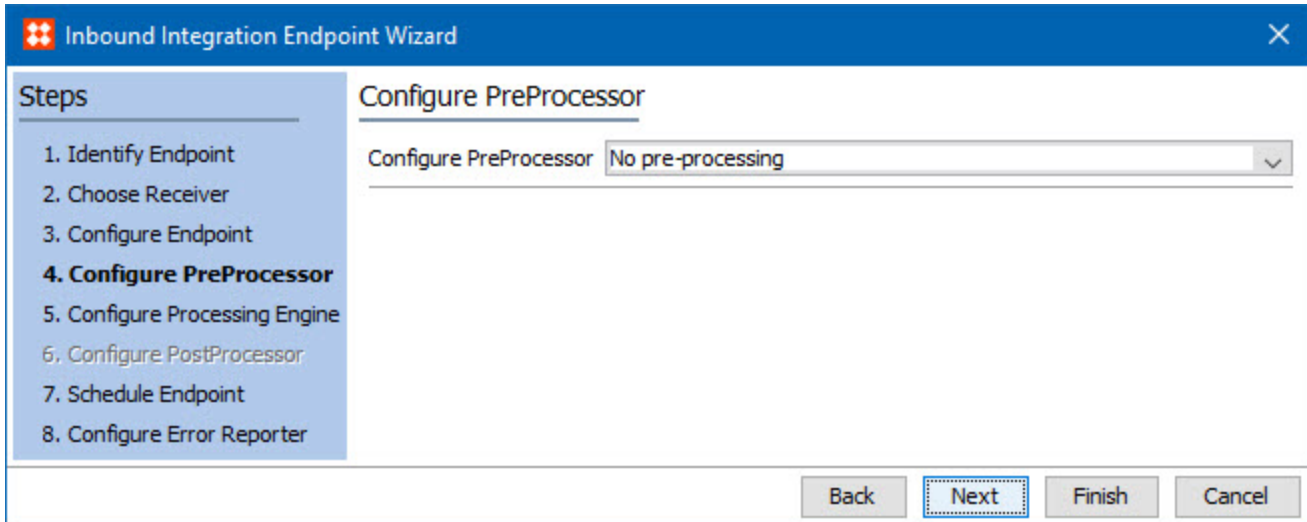 Inbound Integration Endpoint Wizard
Steps
1. Identify Endpoint
2. Choose Receiver
3. Configure Endpoint
4. Configure PreProcessor
5. Configure Processing Engine
6. Configure PostProcessor
7. Schedule Endpoint
8. Configure Error Reporter
Configure PreProcessor
Configure PreProcessor No pre-processing
Back Next Finish Cancel